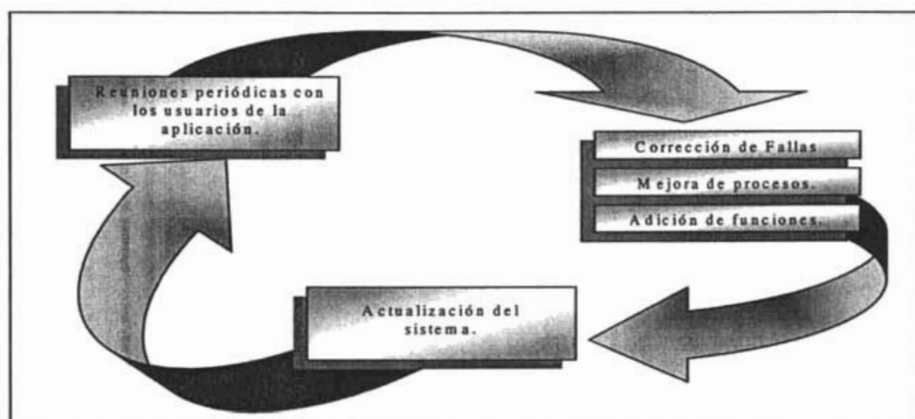 Reuniones periódicas con
los usuarios de la
aplicación.
Corrección de Fallas
Mejora de procesos.
Adición de funciones.
Actualización del
sistema.